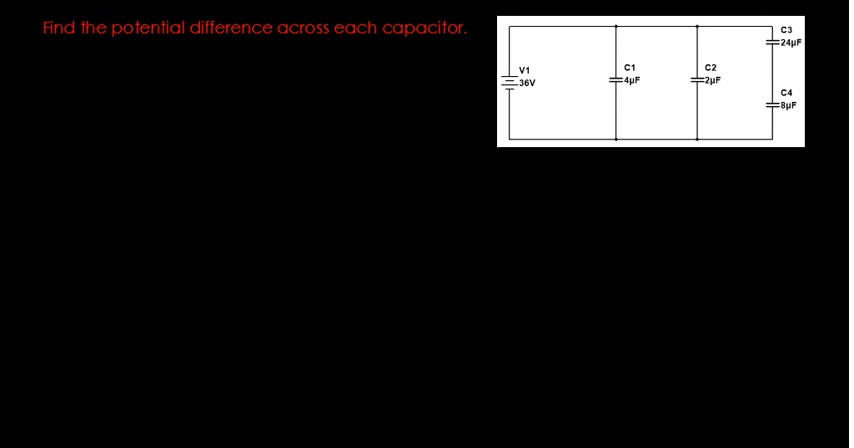 Find the potential difference across each capacitor.
C3
24µF
V1
36V
C1
4µF
C2
2µF
C4
8µF